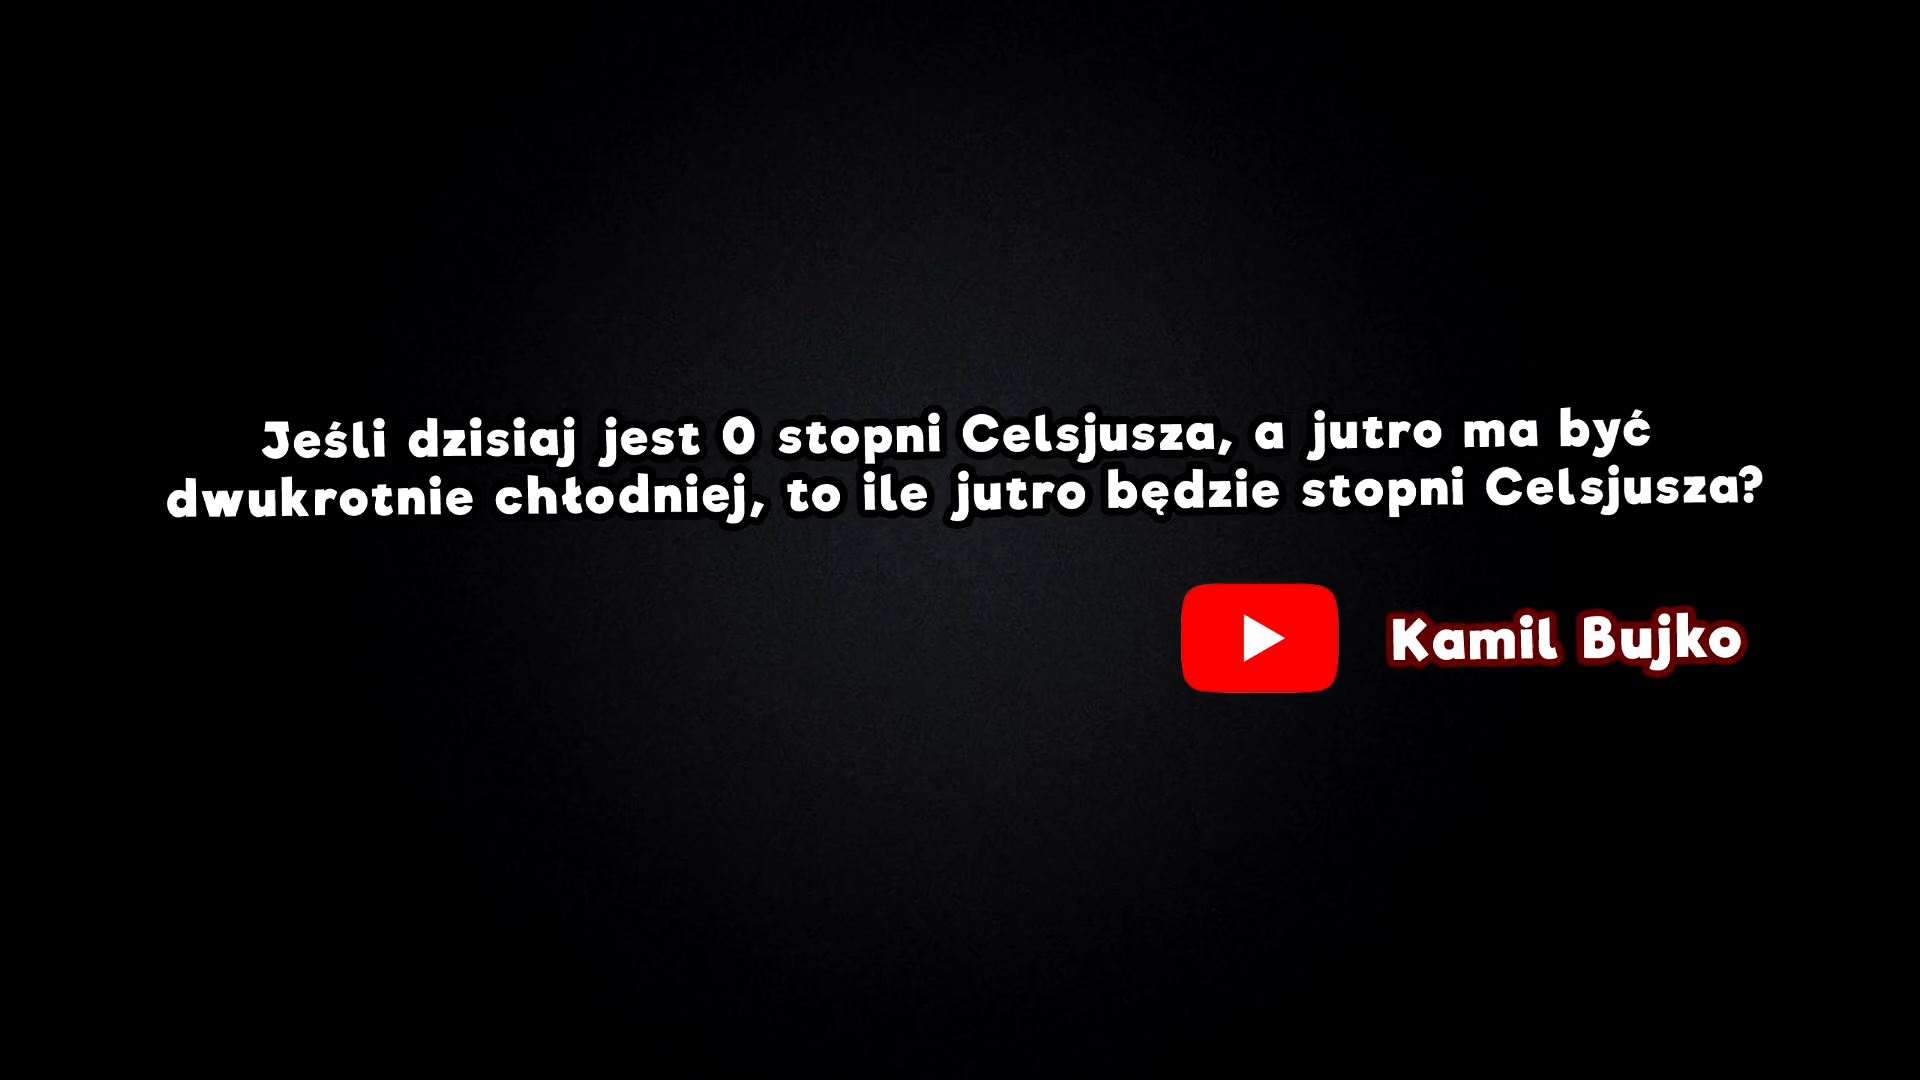 Jeśli dzisiaj jest 0 stopni Celsjusza, a jutro ma być
dwukrotnie chłodniej, to ile jutro będzie stopni Celsjusza?
Kamil Bujko